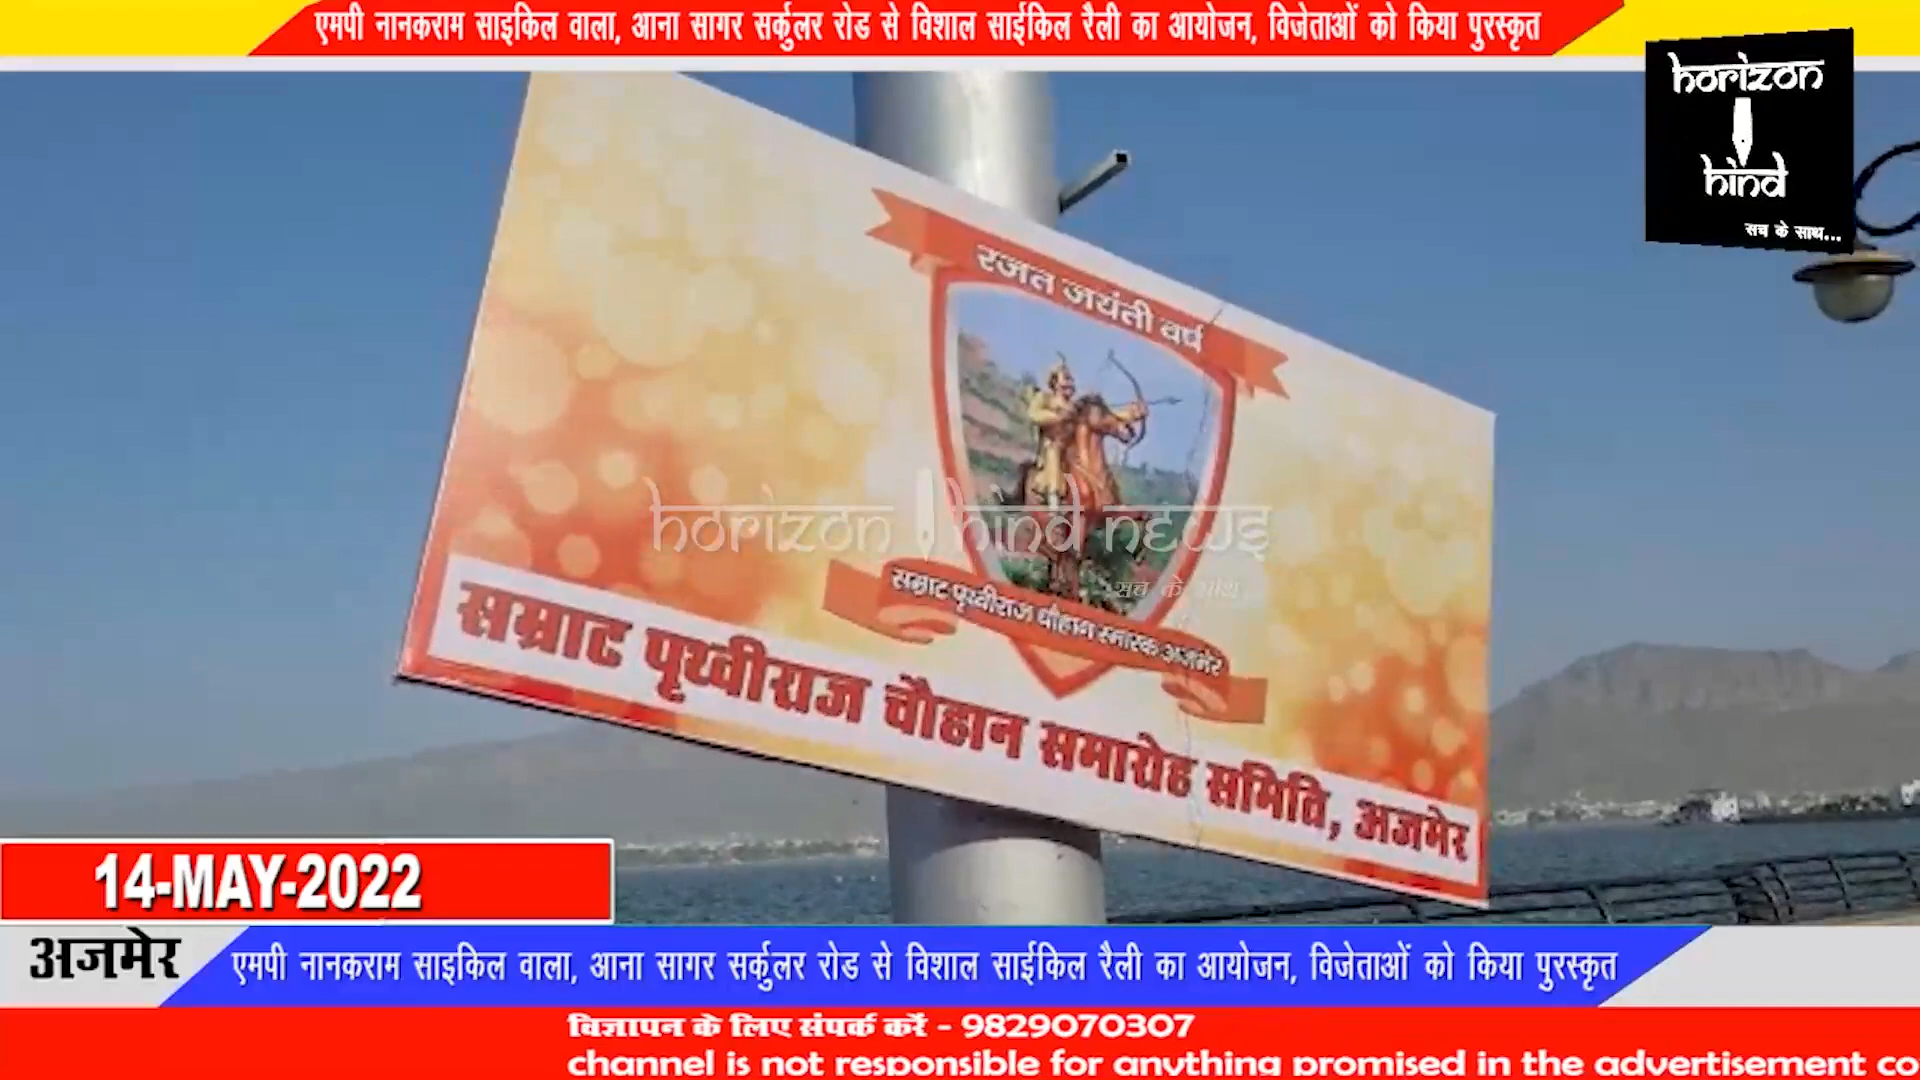 एमपी नानकराम साइकिल वाला, आना सागर सर्कुलर रोड से विशाल साईकिल रैली का आयोजन, विजेताओं को किया पुरस्कृत
horizon
hind
सच के साथ...
रजत जयंती वर्ष
horizon hind news
सच के साथ
सम्राट पृथ्वीराज चौहान स्मारक अजमेर
सम्राट पृथ्वीराज चौहान समारोह समिति, अजमेर
14-MAY-2022
अजमेर
एमपी नानकराम साइकिल वाला, आना सागर सर्कुलर रोड से विशाल साईकिल रैली का आयोजन, विजेताओं को किया पुरस्कृत
विज्ञापन के लिए संपर्क करें - 9829070307
channel is not responsible for anything promised in the advertisement co